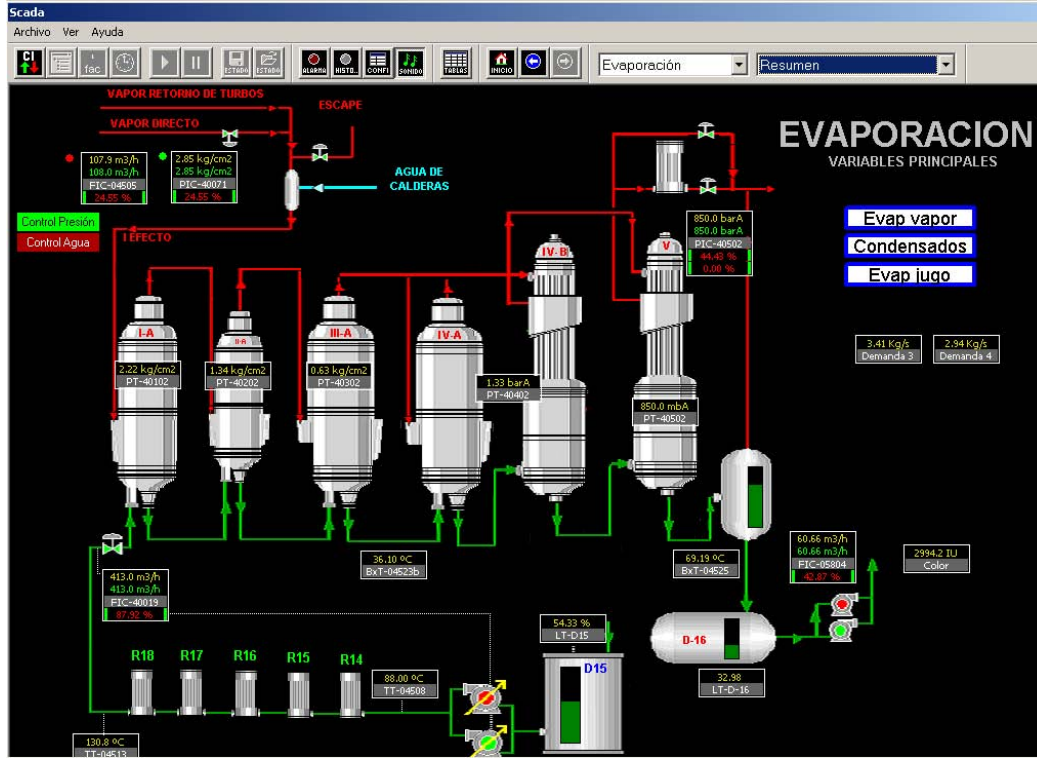 Scada
Archivo Ver Ayuda
CI
fac
ESTADO
ESTADO
ALARMA
HISTO..
CONFI
SONIDO
TABLAS
INICIO
Evaporación
Resumen
VAPOR RETORNO DE TURBOS
VAPOR DIRECTO
ESCAPE
AGUA DE
CALDERAS
EVAPORACION
VARIABLES PRINCIPALES
107.9 m3/h
108.0 m3/h
FIC-04505
24.55 %
2.85 kg/cm2
2.85 kg/cm2
PIC-40071
24.55 %
Control Presión
Control Agua
I EFECTO
850.0 barA
850.0 barA
PIC-40502
44.43 %
0.00 %
Evap vapor
Condensados
Evap jugo
3.41 Kg/s
Demanda 3
2.94 Kg/s
Demanda 4
I-A
II-A
III-A
IV-A
IV-B
V
2.22 kg/cm2
PT-40102
1.34 kg/cm2
PT-40202
0.63 kg/cm2
PT-40302
1.33 barA
PT-40402
850.0 mbA
PT-40502
36.10 ºC
BxT-04523b
69.19 ºC
BxT-04525
60.66 m3/h
60.66 m3/h
FIC-05804
42.87 %
2994.2 IU
Color
413.0 m3/h
413.0 m3/h
FIC-40019
87.92 %
54.33 %
LT-D15
D-16
32.98
LT-D-16
R18
R17
R16
R15
R14
88.00 ºC
TT-04508
D15
130.8 ºC
TT-04513